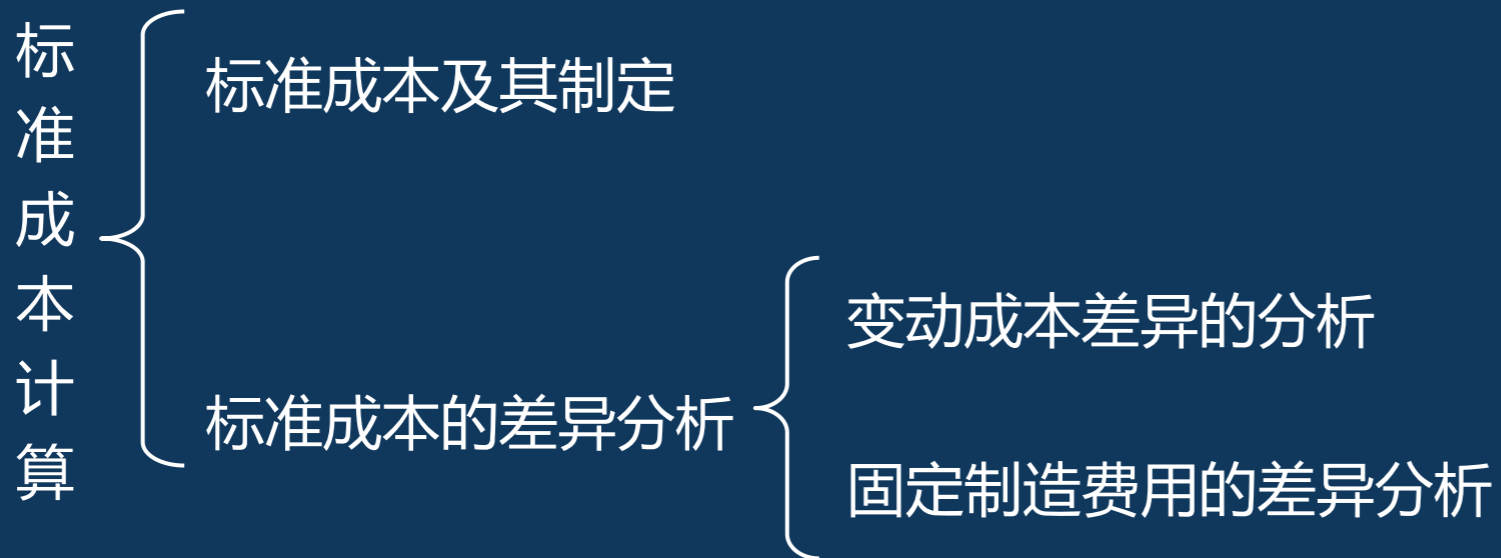 标准成本计算
标准成本及其制定
标准成本的差异分析
变动成本差异的分析
固定制造费用的差异分析